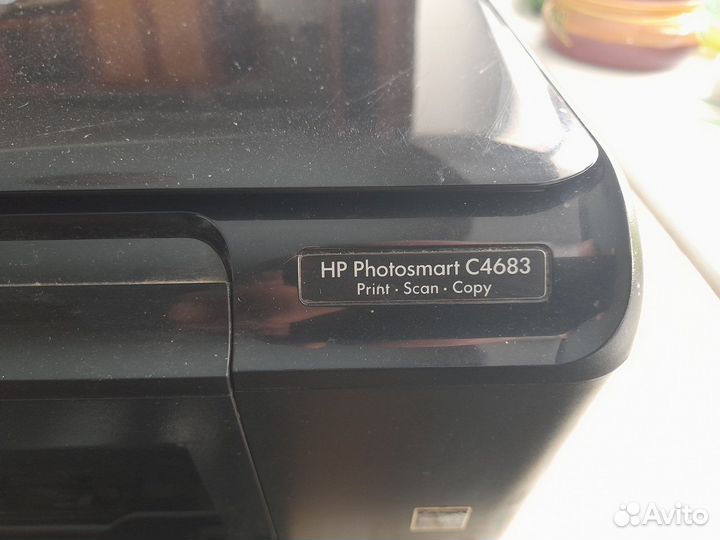 HP Photosmart C4683
Print · Scan · Copy
Avito